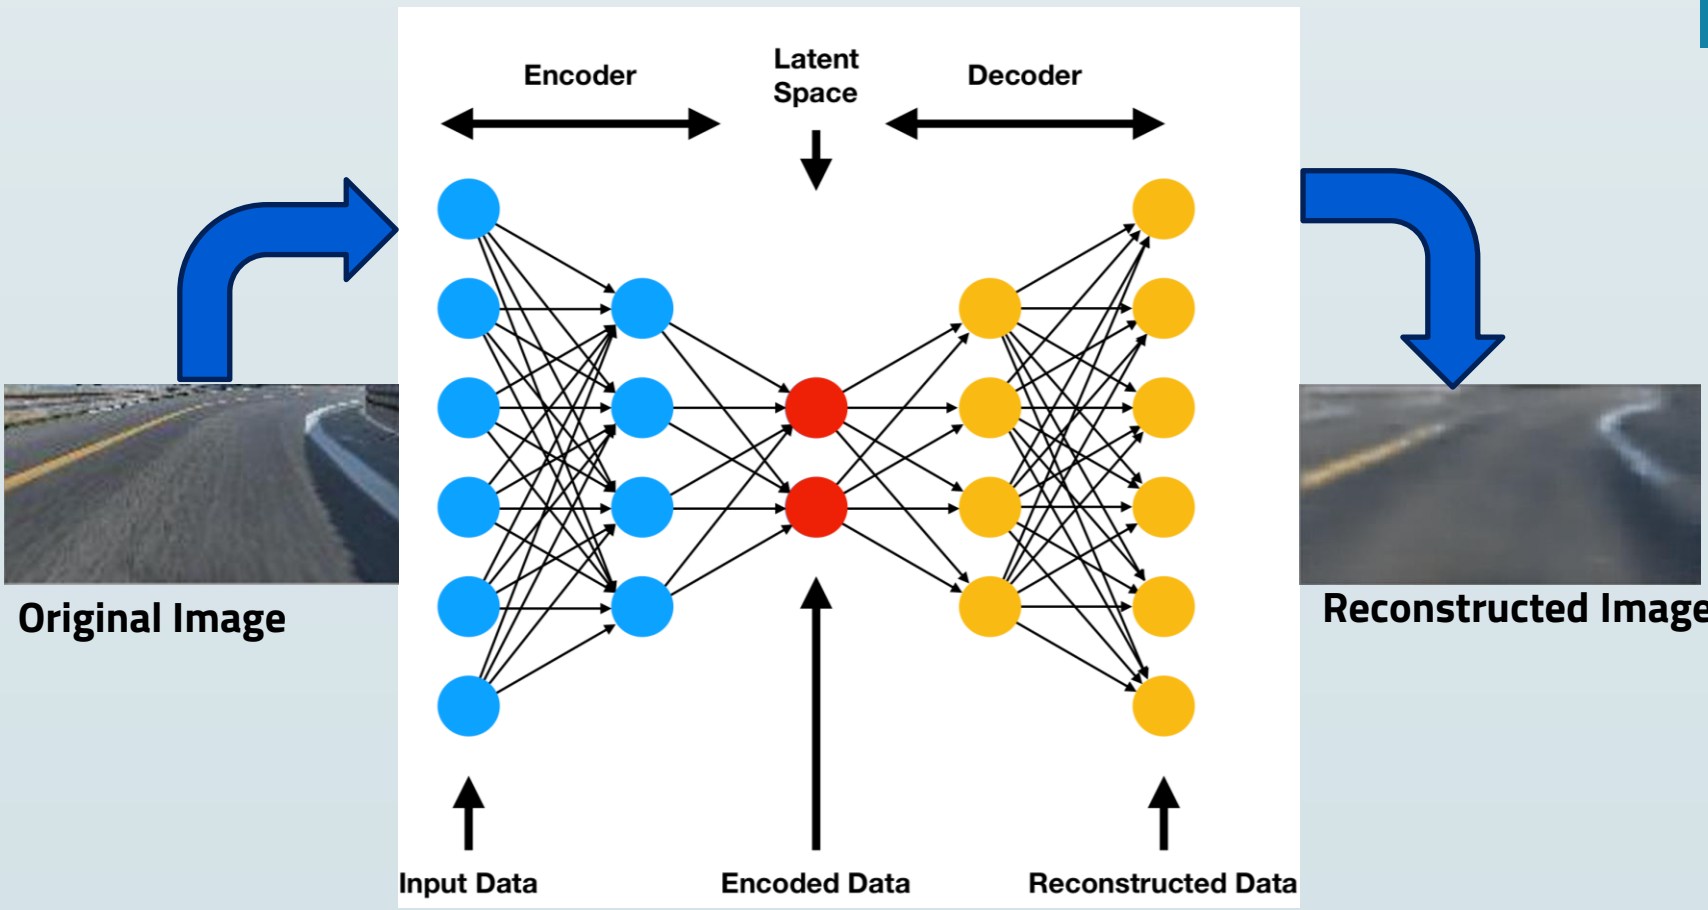 Encoder
Latent
Space
Decoder
Original Image
Reconstructed Image
Input Data
Encoded Data
Reconstructed Data